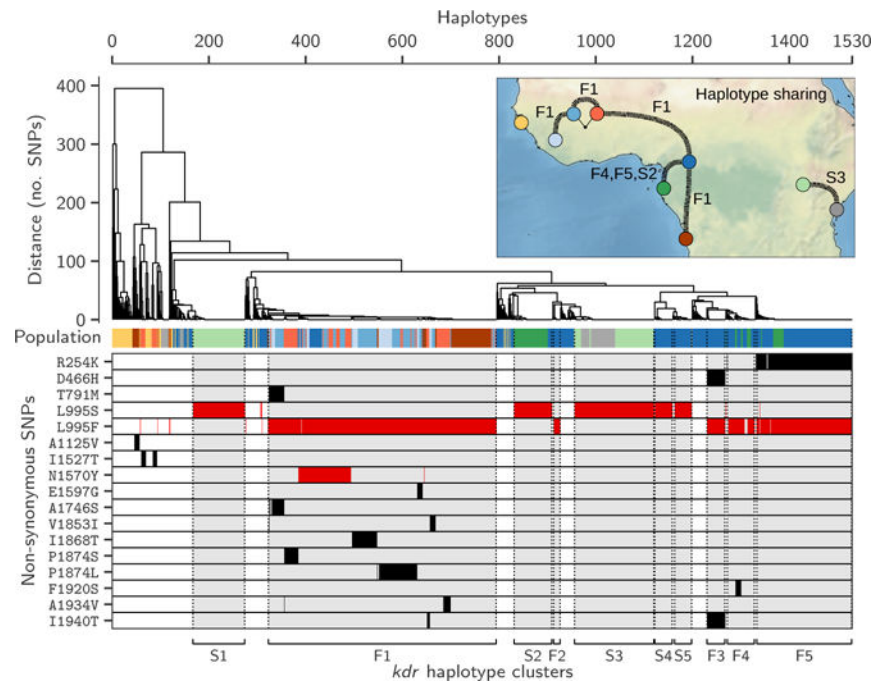 Haplotypes
0 200 400 600 800 1000 1200 1400 1530
Distance (no. SNPs)
400
300
200
100
0
Haplotype sharing
F1
F1
F1
F4,F5,S2
F1
S3
Population
Non-synonymous SNPs
R254K
D466H
T791M
L995S
L995F
A1125V
I1527T
N1570Y
E1597G
A1746S
V1853I
I1868T
P1874S
P1874L
F1920S
A1934V
I1940T
S1 F1 S2 F2 S3 S4 S5 F3 F4 F5
kdr haplotype clusters